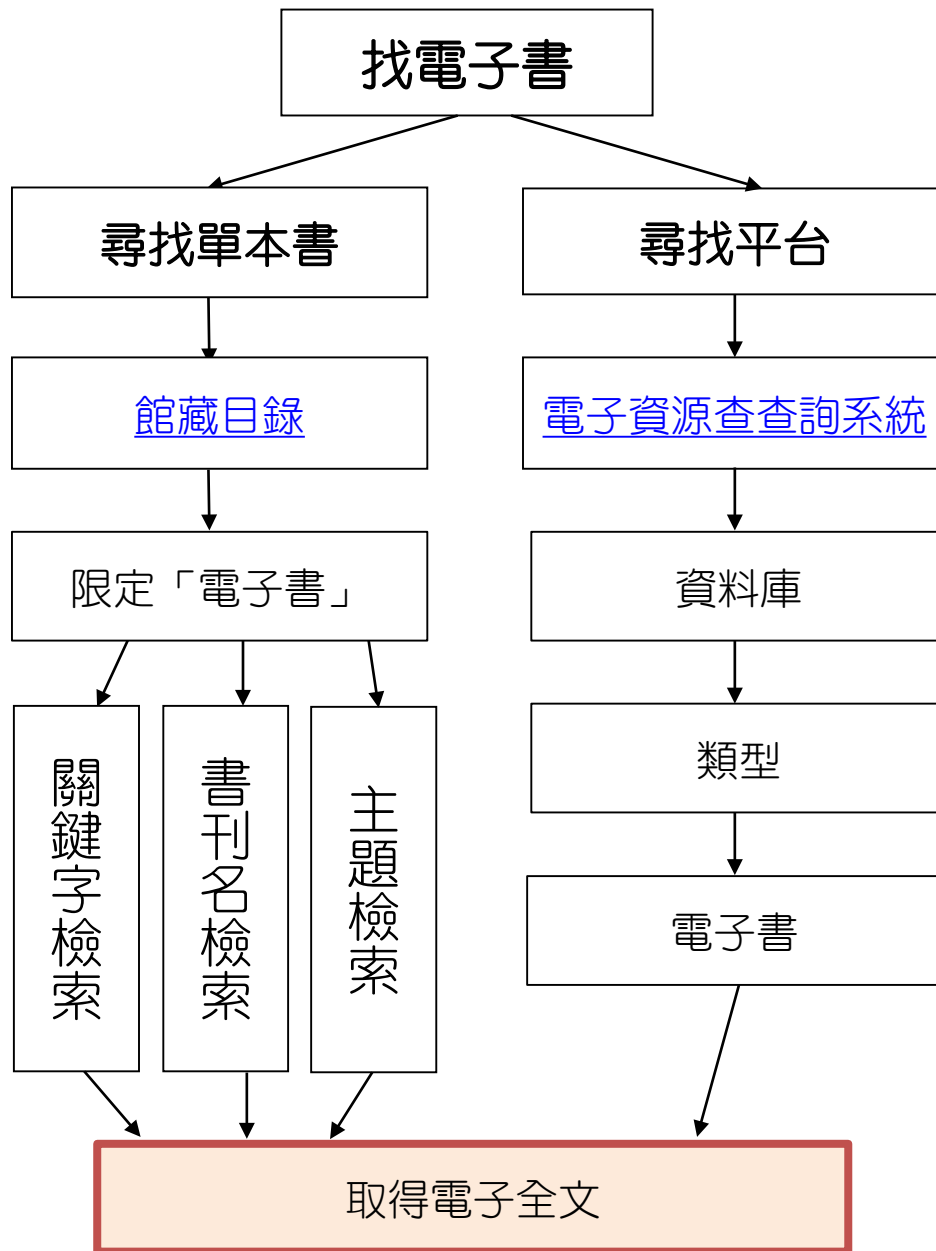 找電子書
尋找單本書
尋找平台
館藏目錄
電子資源查查詢系統
限定「電子書」
資料庫
類型
關鍵字檢索
書刊名檢索
主題檢索
電子書
取得電子全文